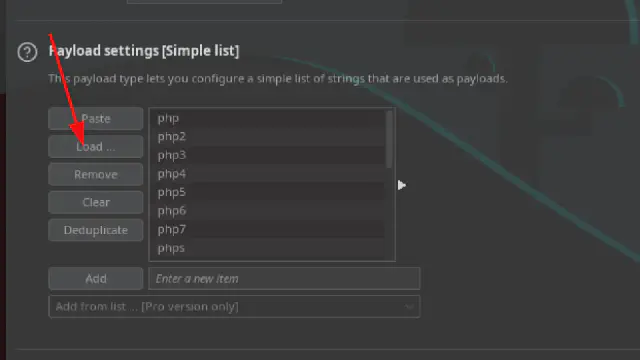 Payload settings [Simple list]
This payload type lets you configure a simple list of strings that are used as payloads.
Paste
Load ...
Remove
Clear
Deduplicate
php
php2
php3
php4
php5
php6
php7
phps
Add
Enter a new item
Add from list ... [Pro version only]